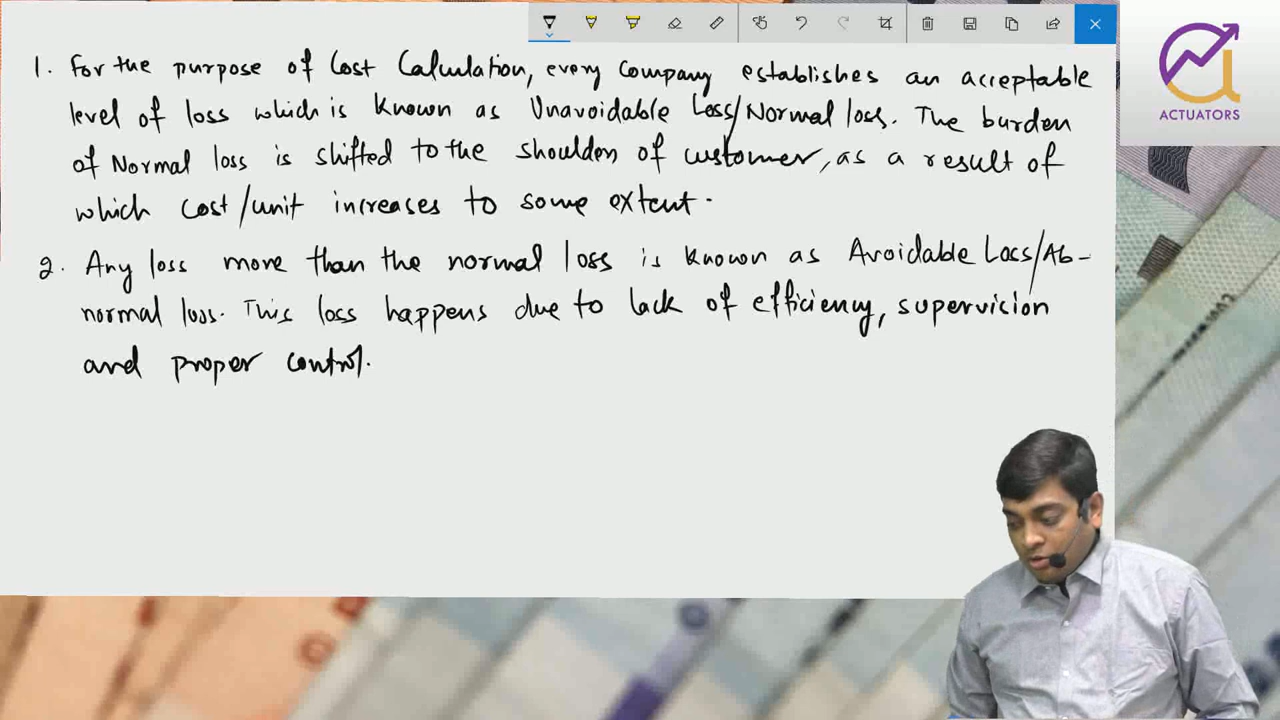 ACTUATORS
1. For the purpose of Cost Calculation, every company establishes an acceptable
level of loss which is known as Unavoidable Loss/Normal loss. The burden
of Normal loss is shifted to the shoulder of customer, as a result of
which cost/unit increases to some extent.
2. Any loss more than the normal loss is known as Avoidable Loss/Ab-
normal loss. This loss happens due to lack of efficiency, supervision
and proper control.